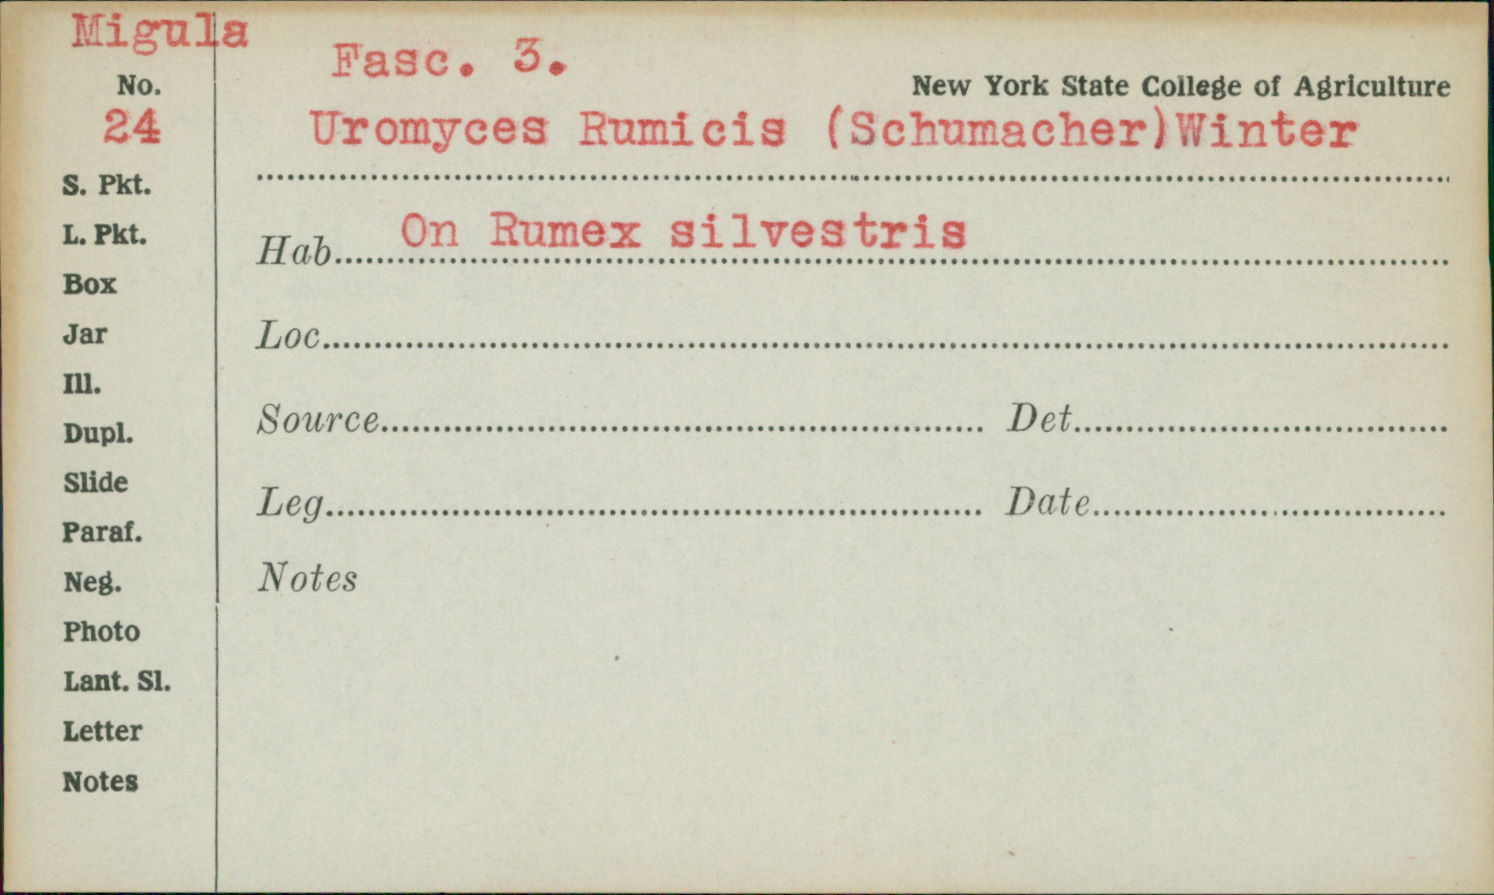 Migula
Fasc. 3.
No.
New York State College of Agriculture
24
Uromyces Rumicis (Schumacher)Winter
S. Pkt.
L. Pkt.
Hab. On Rumex silvestris
Box
Jar
Loc.
Ill.
Dupl.
Source
Det.
Slide
Leg.
Date
Paraf.
Neg.
Notes
Photo
Lant. Sl.
Letter
Notes